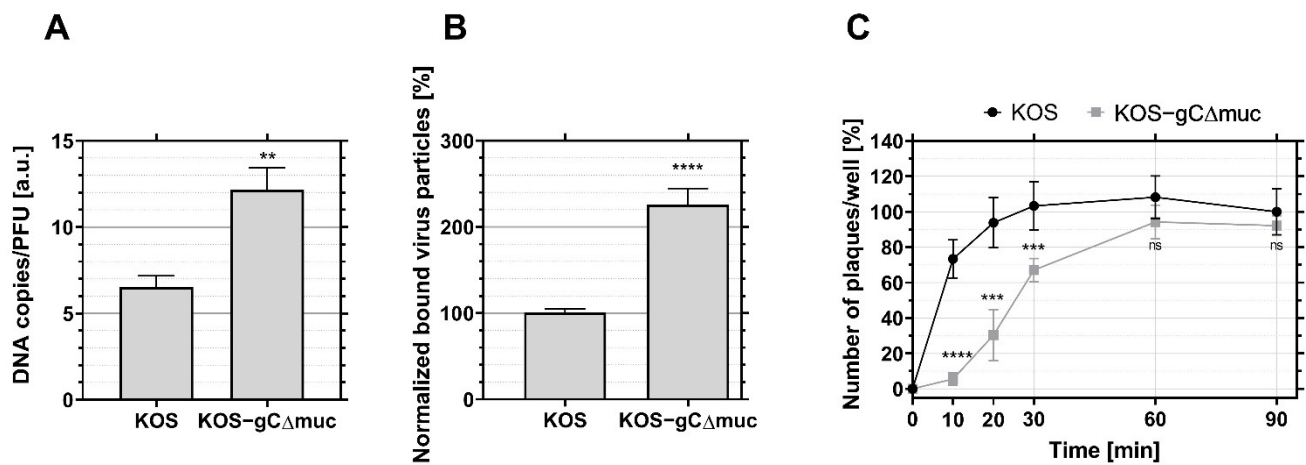 A
DNA copies/PFU [a.u.]
15
10
5
0
**
KOS KOS-gCΔmuc
B
Normalized bound virus particles [%]
300
200
100
0
****
KOS KOS-gCΔmuc
C
KOS KOS-gCΔmuc
Number of plaques/well [%]
140
120
100
80
60
40
20
0
****
***
***
ns
ns
0 10 20 30 60 90
Time [min]